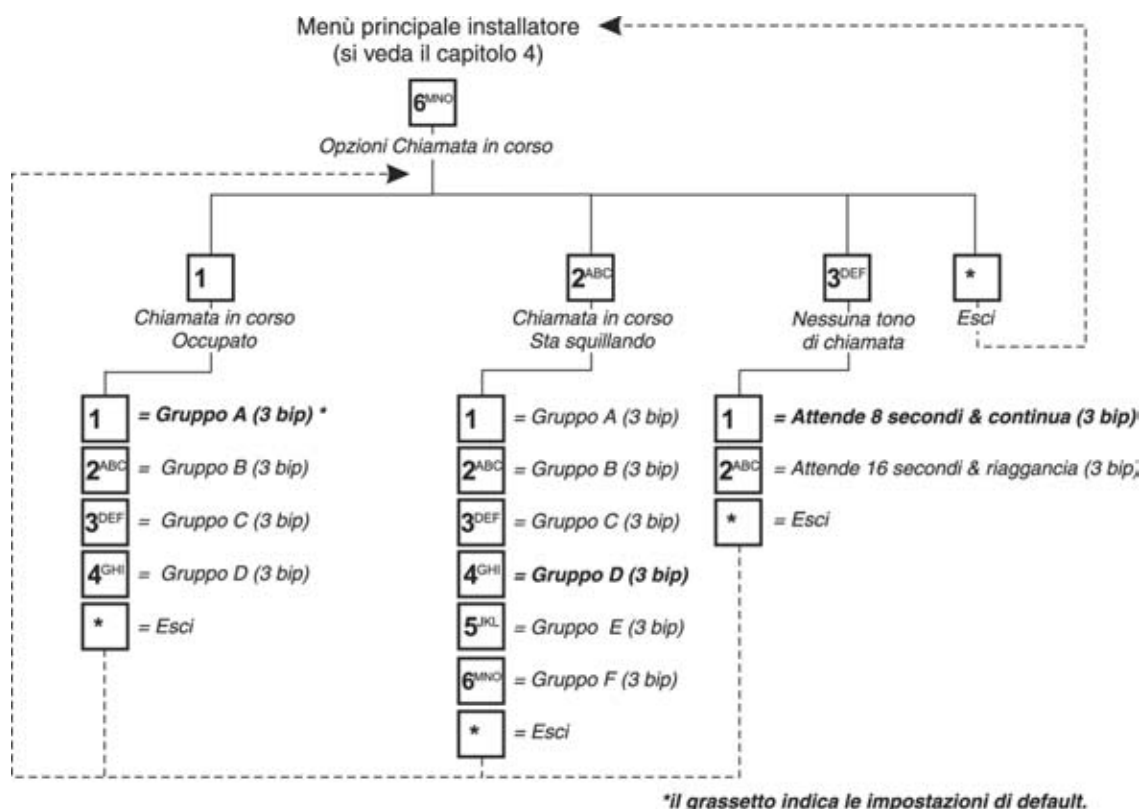 Menù principale installatore
(si veda il capitolo 4)
6MNO
Opzioni Chiamata in corso
1
Chiamata in corso
Occupato
2ABC
Chiamata in corso
Sta squillando
3DEF
Nessuna tono
di chiamata
*
Esci
1 = Gruppo A (3 bip) *
2ABC = Gruppo B (3 bip)
3DEF = Gruppo C (3 bip)
4GHI = Gruppo D (3 bip)
* = Esci
1 = Gruppo A (3 bip)
2ABC = Gruppo B (3 bip)
3DEF = Gruppo C (3 bip)
4GHI = Gruppo D (3 bip)
5JKL = Gruppo E (3 bip)
6MNO = Gruppo F (3 bip)
* = Esci
1 = Attende 8 secondi & continua (3 bip)
2ABC = Attende 16 secondi & riaggancia (3 bip)
* = Esci
*il grassetto indica le impostazioni di default.